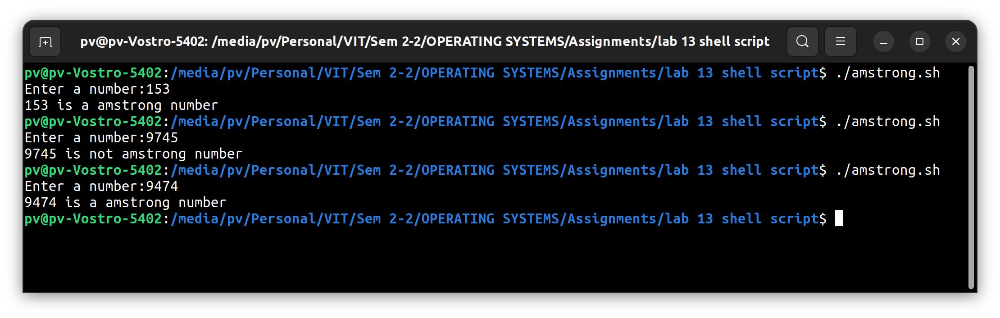 pv@pv-Vostro-5402: /media/pv/Personal/VIT/Sem 2-2/OPERATING SYSTEMS/Assignments/lab 13 shell script
pv@pv-Vostro-5402:/media/pv/Personal/VIT/Sem 2-2/OPERATING SYSTEMS/Assignments/lab 13 shell script$ ./amstrong.sh
Enter a number:153
153 is a amstrong number
pv@pv-Vostro-5402:/media/pv/Personal/VIT/Sem 2-2/OPERATING SYSTEMS/Assignments/lab 13 shell script$ ./amstrong.sh
Enter a number:9745
9745 is not amstrong number
pv@pv-Vostro-5402:/media/pv/Personal/VIT/Sem 2-2/OPERATING SYSTEMS/Assignments/lab 13 shell script$ ./amstrong.sh
Enter a number:9474
9474 is a amstrong number
pv@pv-Vostro-5402:/media/pv/Personal/VIT/Sem 2-2/OPERATING SYSTEMS/Assignments/lab 13 shell script$